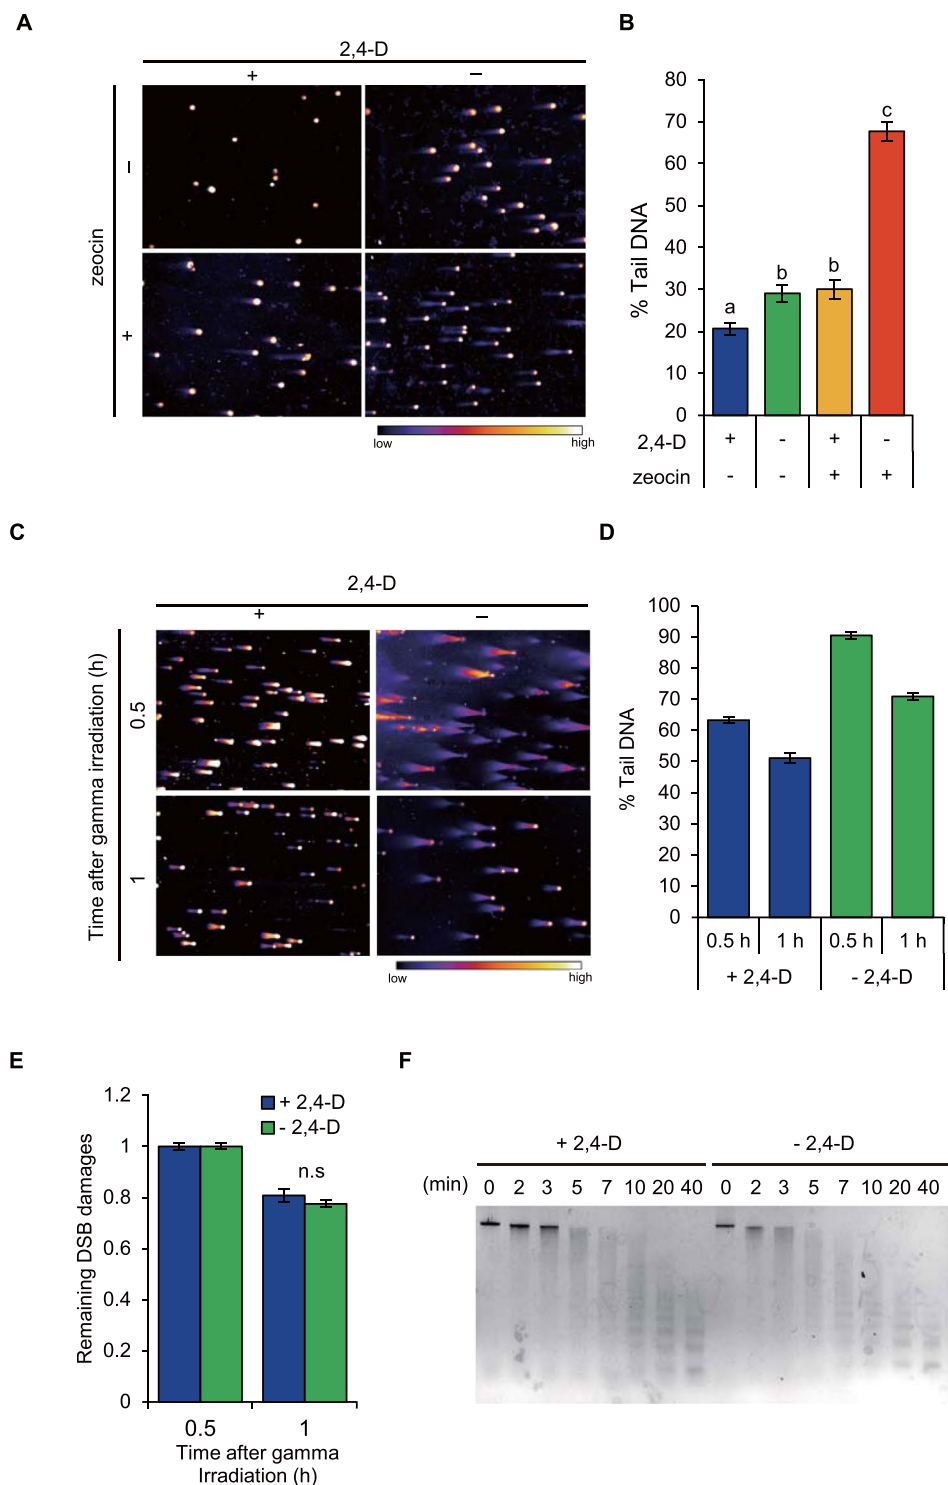 A
2,4-D
+ –
zeocin
–
+
low high
B
% Tail DNA
80
70
60
50
40
30
20
10
0
a b b c
2,4-D + - + -
zeocin - - + +
C
2,4-D
+ –
Time after gamma irradiation (h)
0.5
1
low high
D
% Tail DNA
100
90
80
70
60
50
40
30
20
10
0
0.5 h 1 h 0.5 h 1 h
+ 2,4-D - 2,4-D
E
Remaining DSB damages
1.2
1
0.8
0.6
0.4
0.2
0
+ 2,4-D
- 2,4-D
n.s
0.5 1
Time after gamma
Irradiation (h)
F
+ 2,4-D - 2,4-D
(min) 0 2 3 5 7 10 20 40 0 2 3 5 7 10 20 40